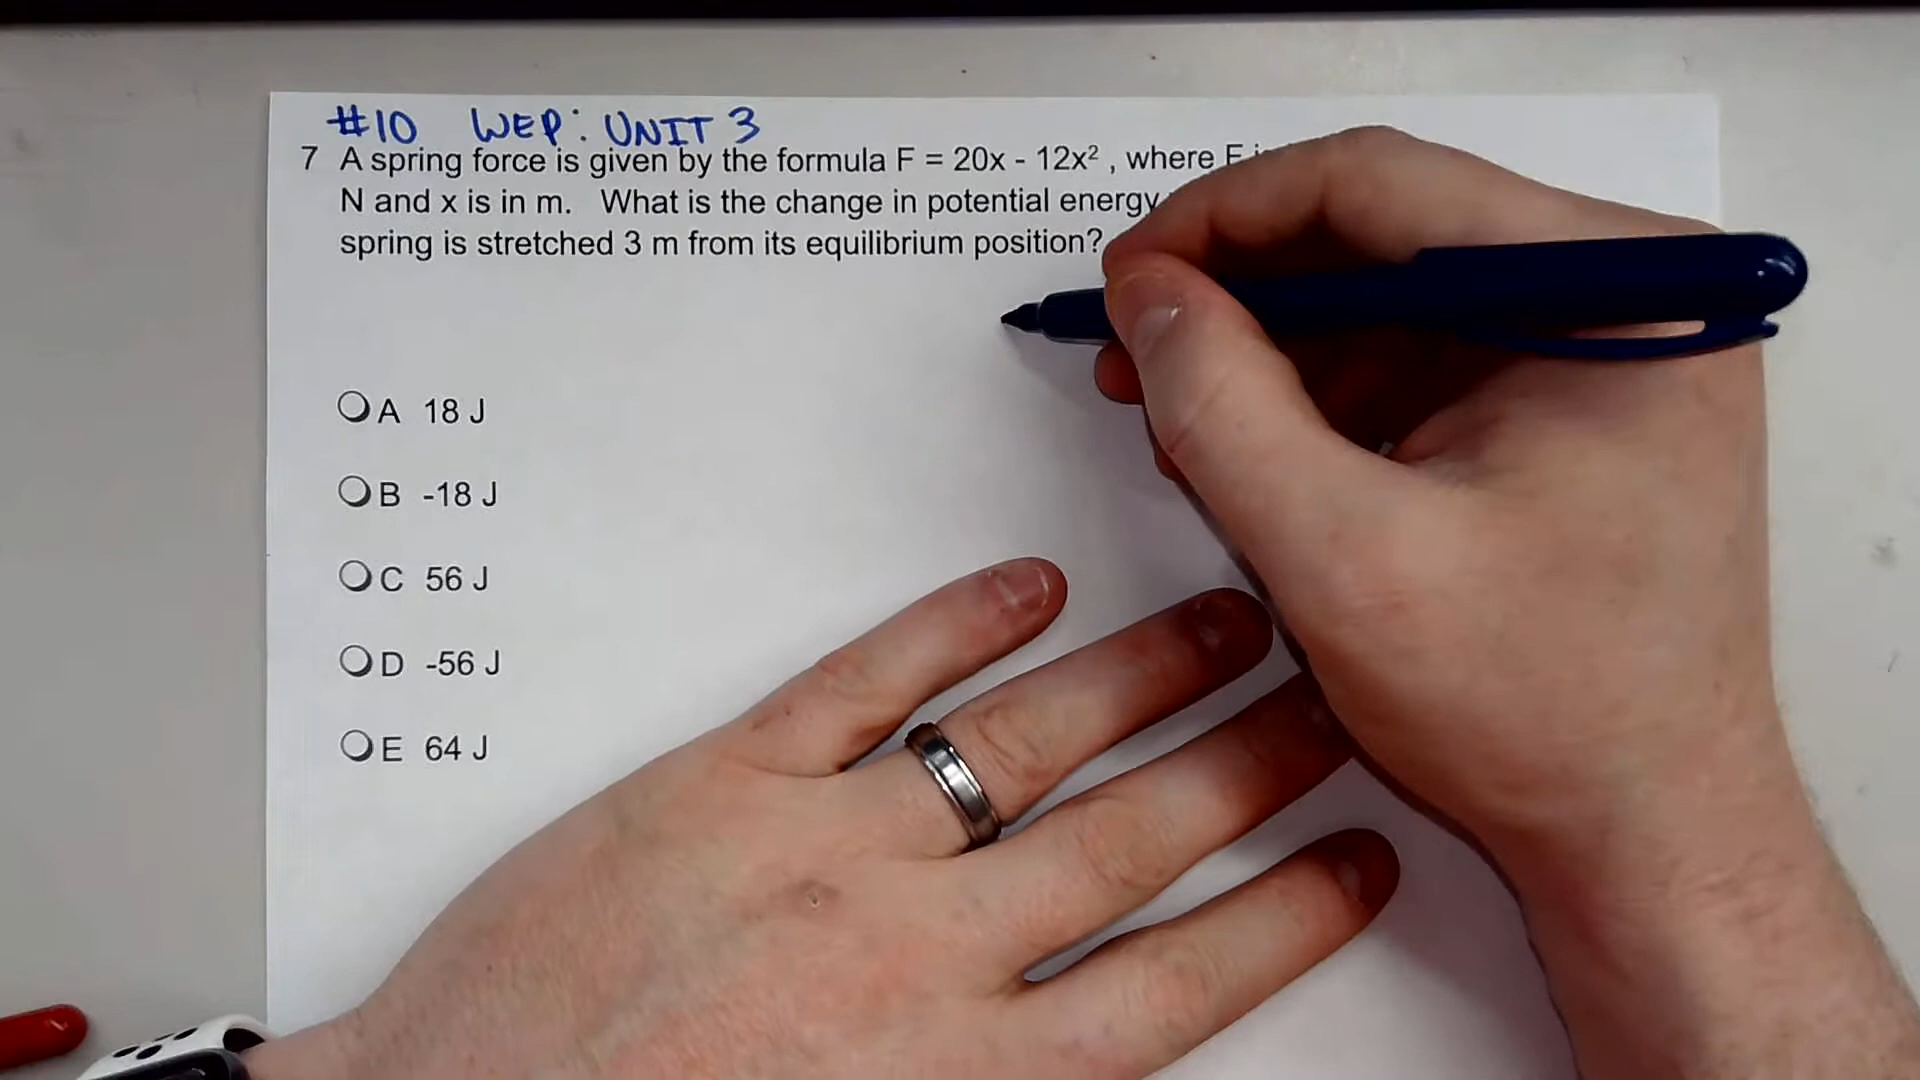 #10 WEP: UNIT 3
7 A spring force is given by the formula F = 20x - 12x² , where F
N and x is in m. What is the change in potential energy
spring is stretched 3 m from its equilibrium position?
A 18 J
B -18 J
C 56 J
D -56 J
E 64 J